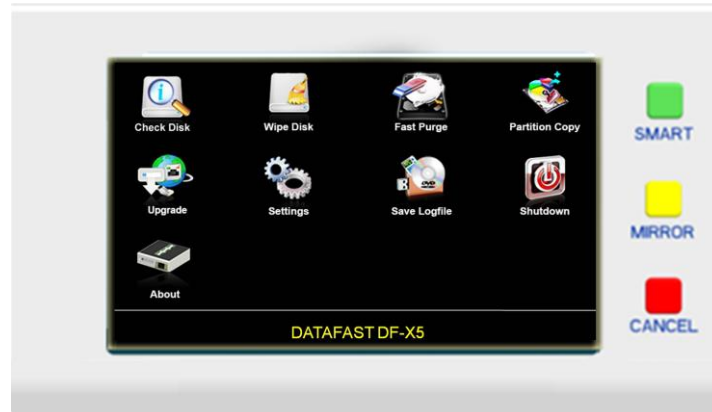 Check Disk
Wipe Disk
Fast Purge
Partition Copy
Upgrade
Settings
Save Logfile
Shutdown
About
DATAFAST DF-X5
SMART
MIRROR
CANCEL